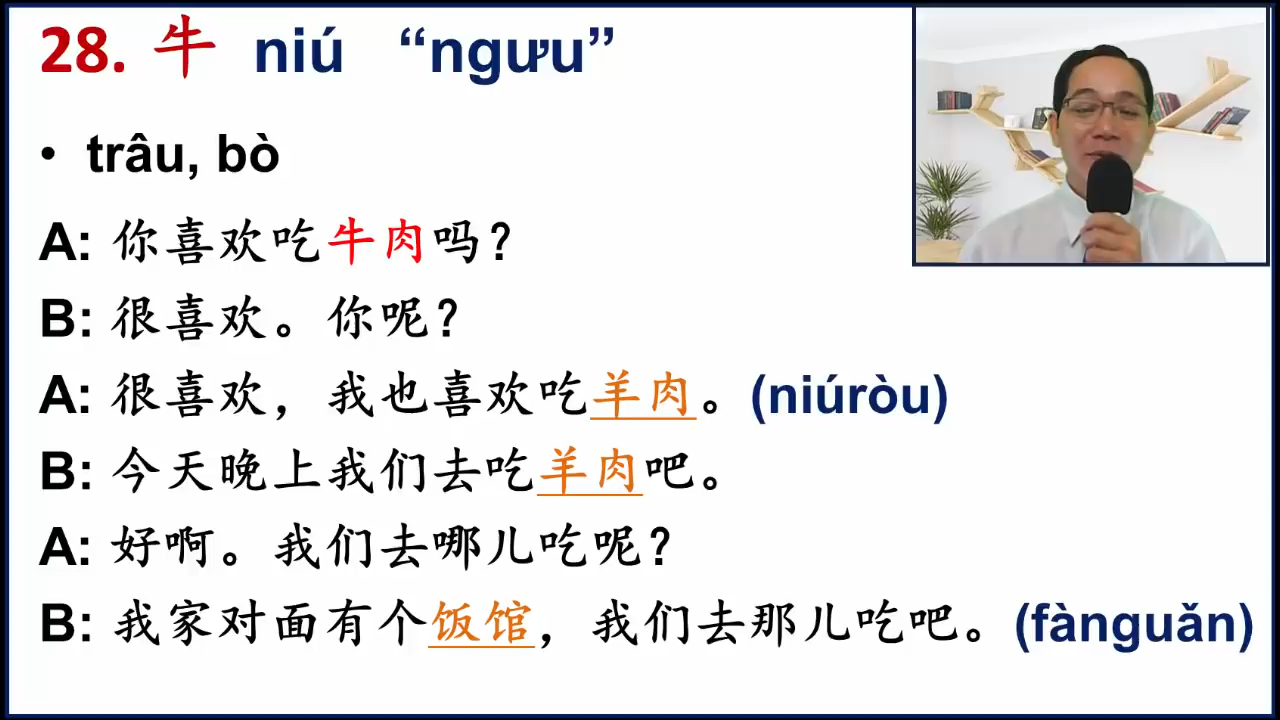 28. 牛 niú “ngưu”
• trâu, bò
A: 你喜欢吃牛肉吗？
B: 很喜欢。你呢？
A: 很喜欢，我也喜欢吃羊肉。(niúròu)
B: 今天晚上我们去吃羊肉吧。
A: 好啊。我们去哪儿吃呢？
B: 我家对面有个饭馆，我们去那儿吃吧。(fànguǎn)